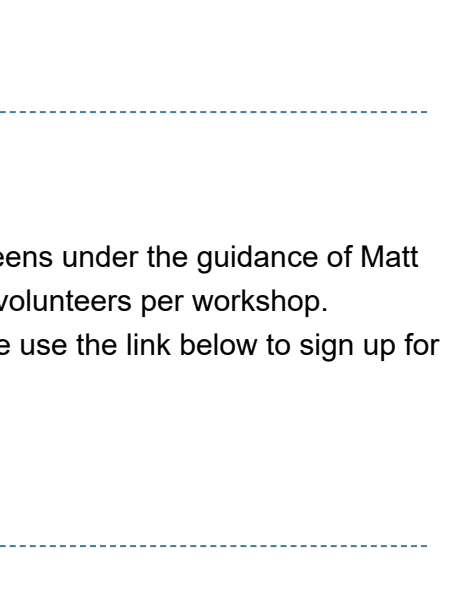 eens under the guidance of Matt
volunteers per workshop.
e use the link below to sign up for